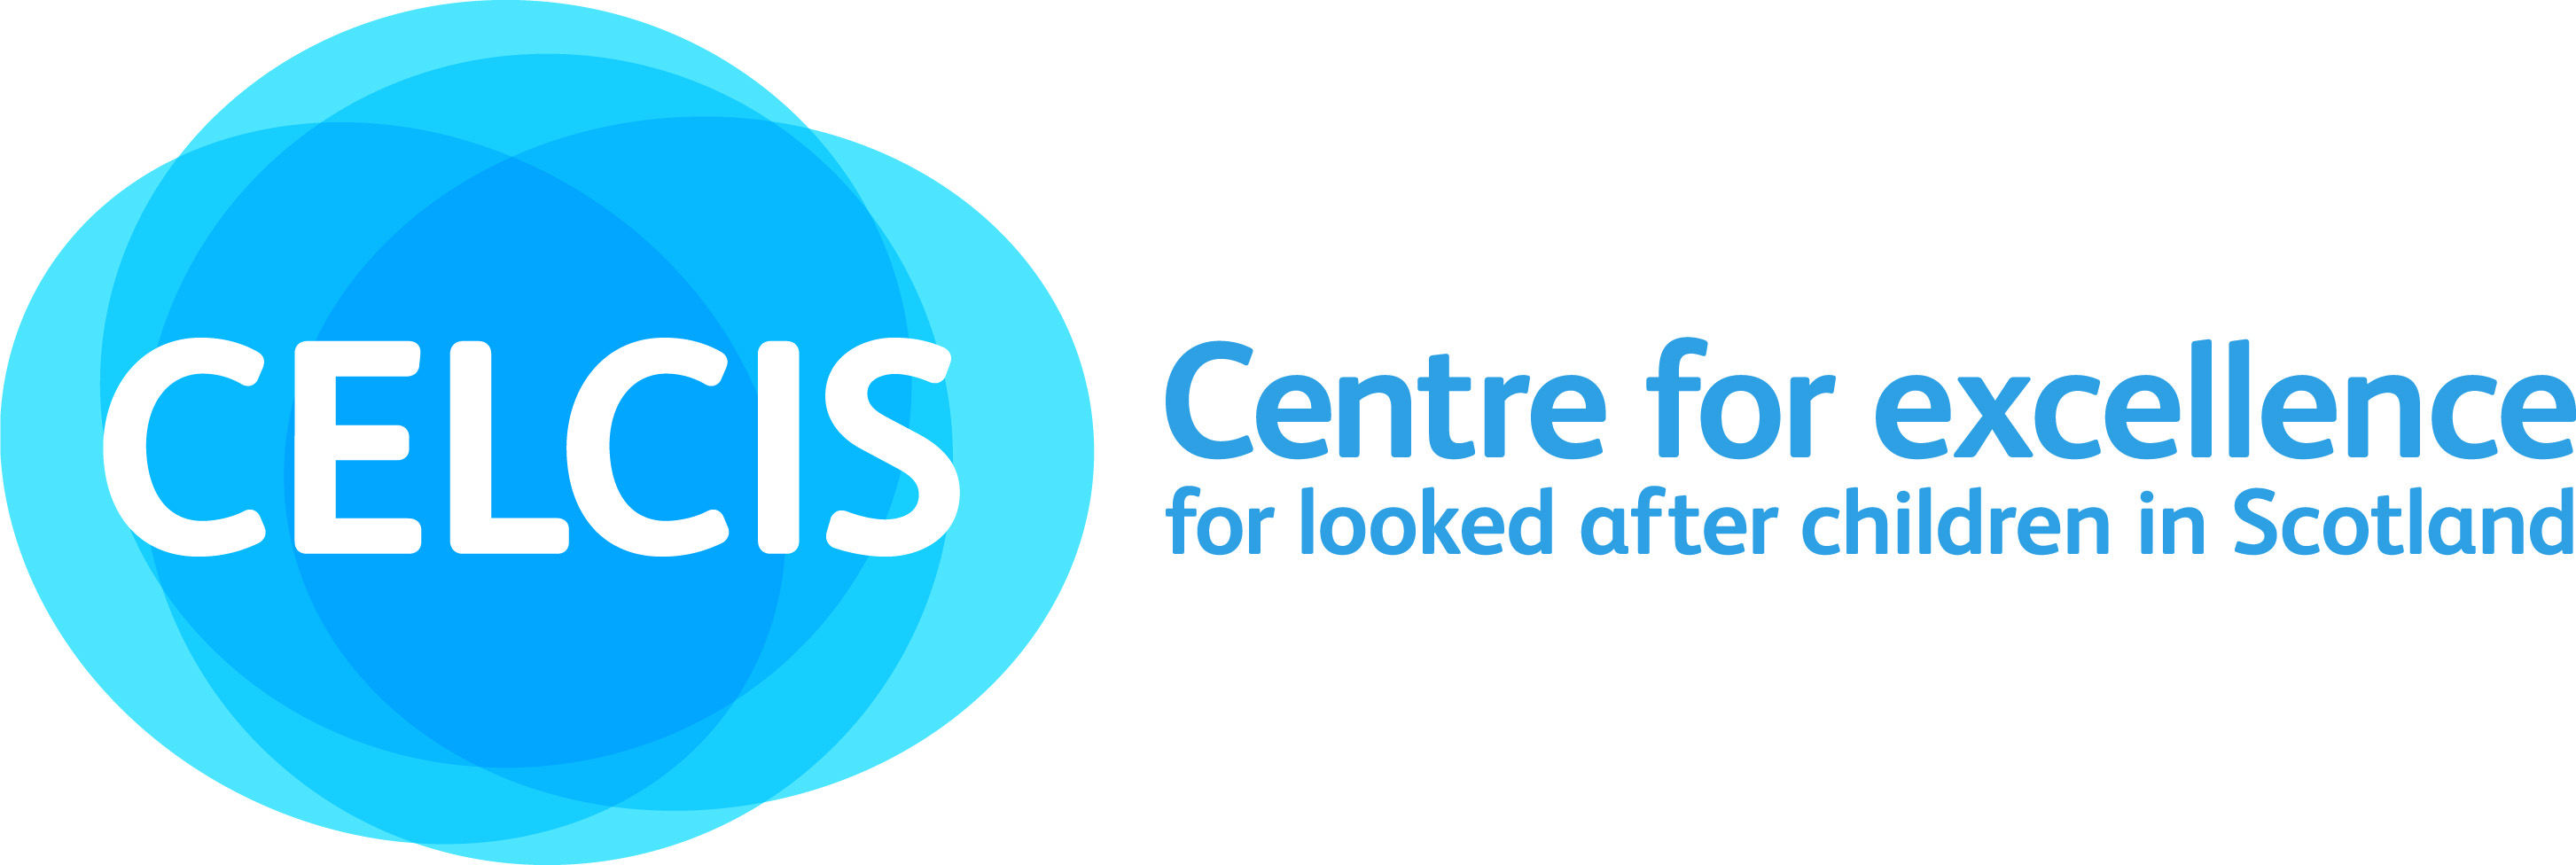 CELCIS
Centre for excellence
for looked after children in Scotland